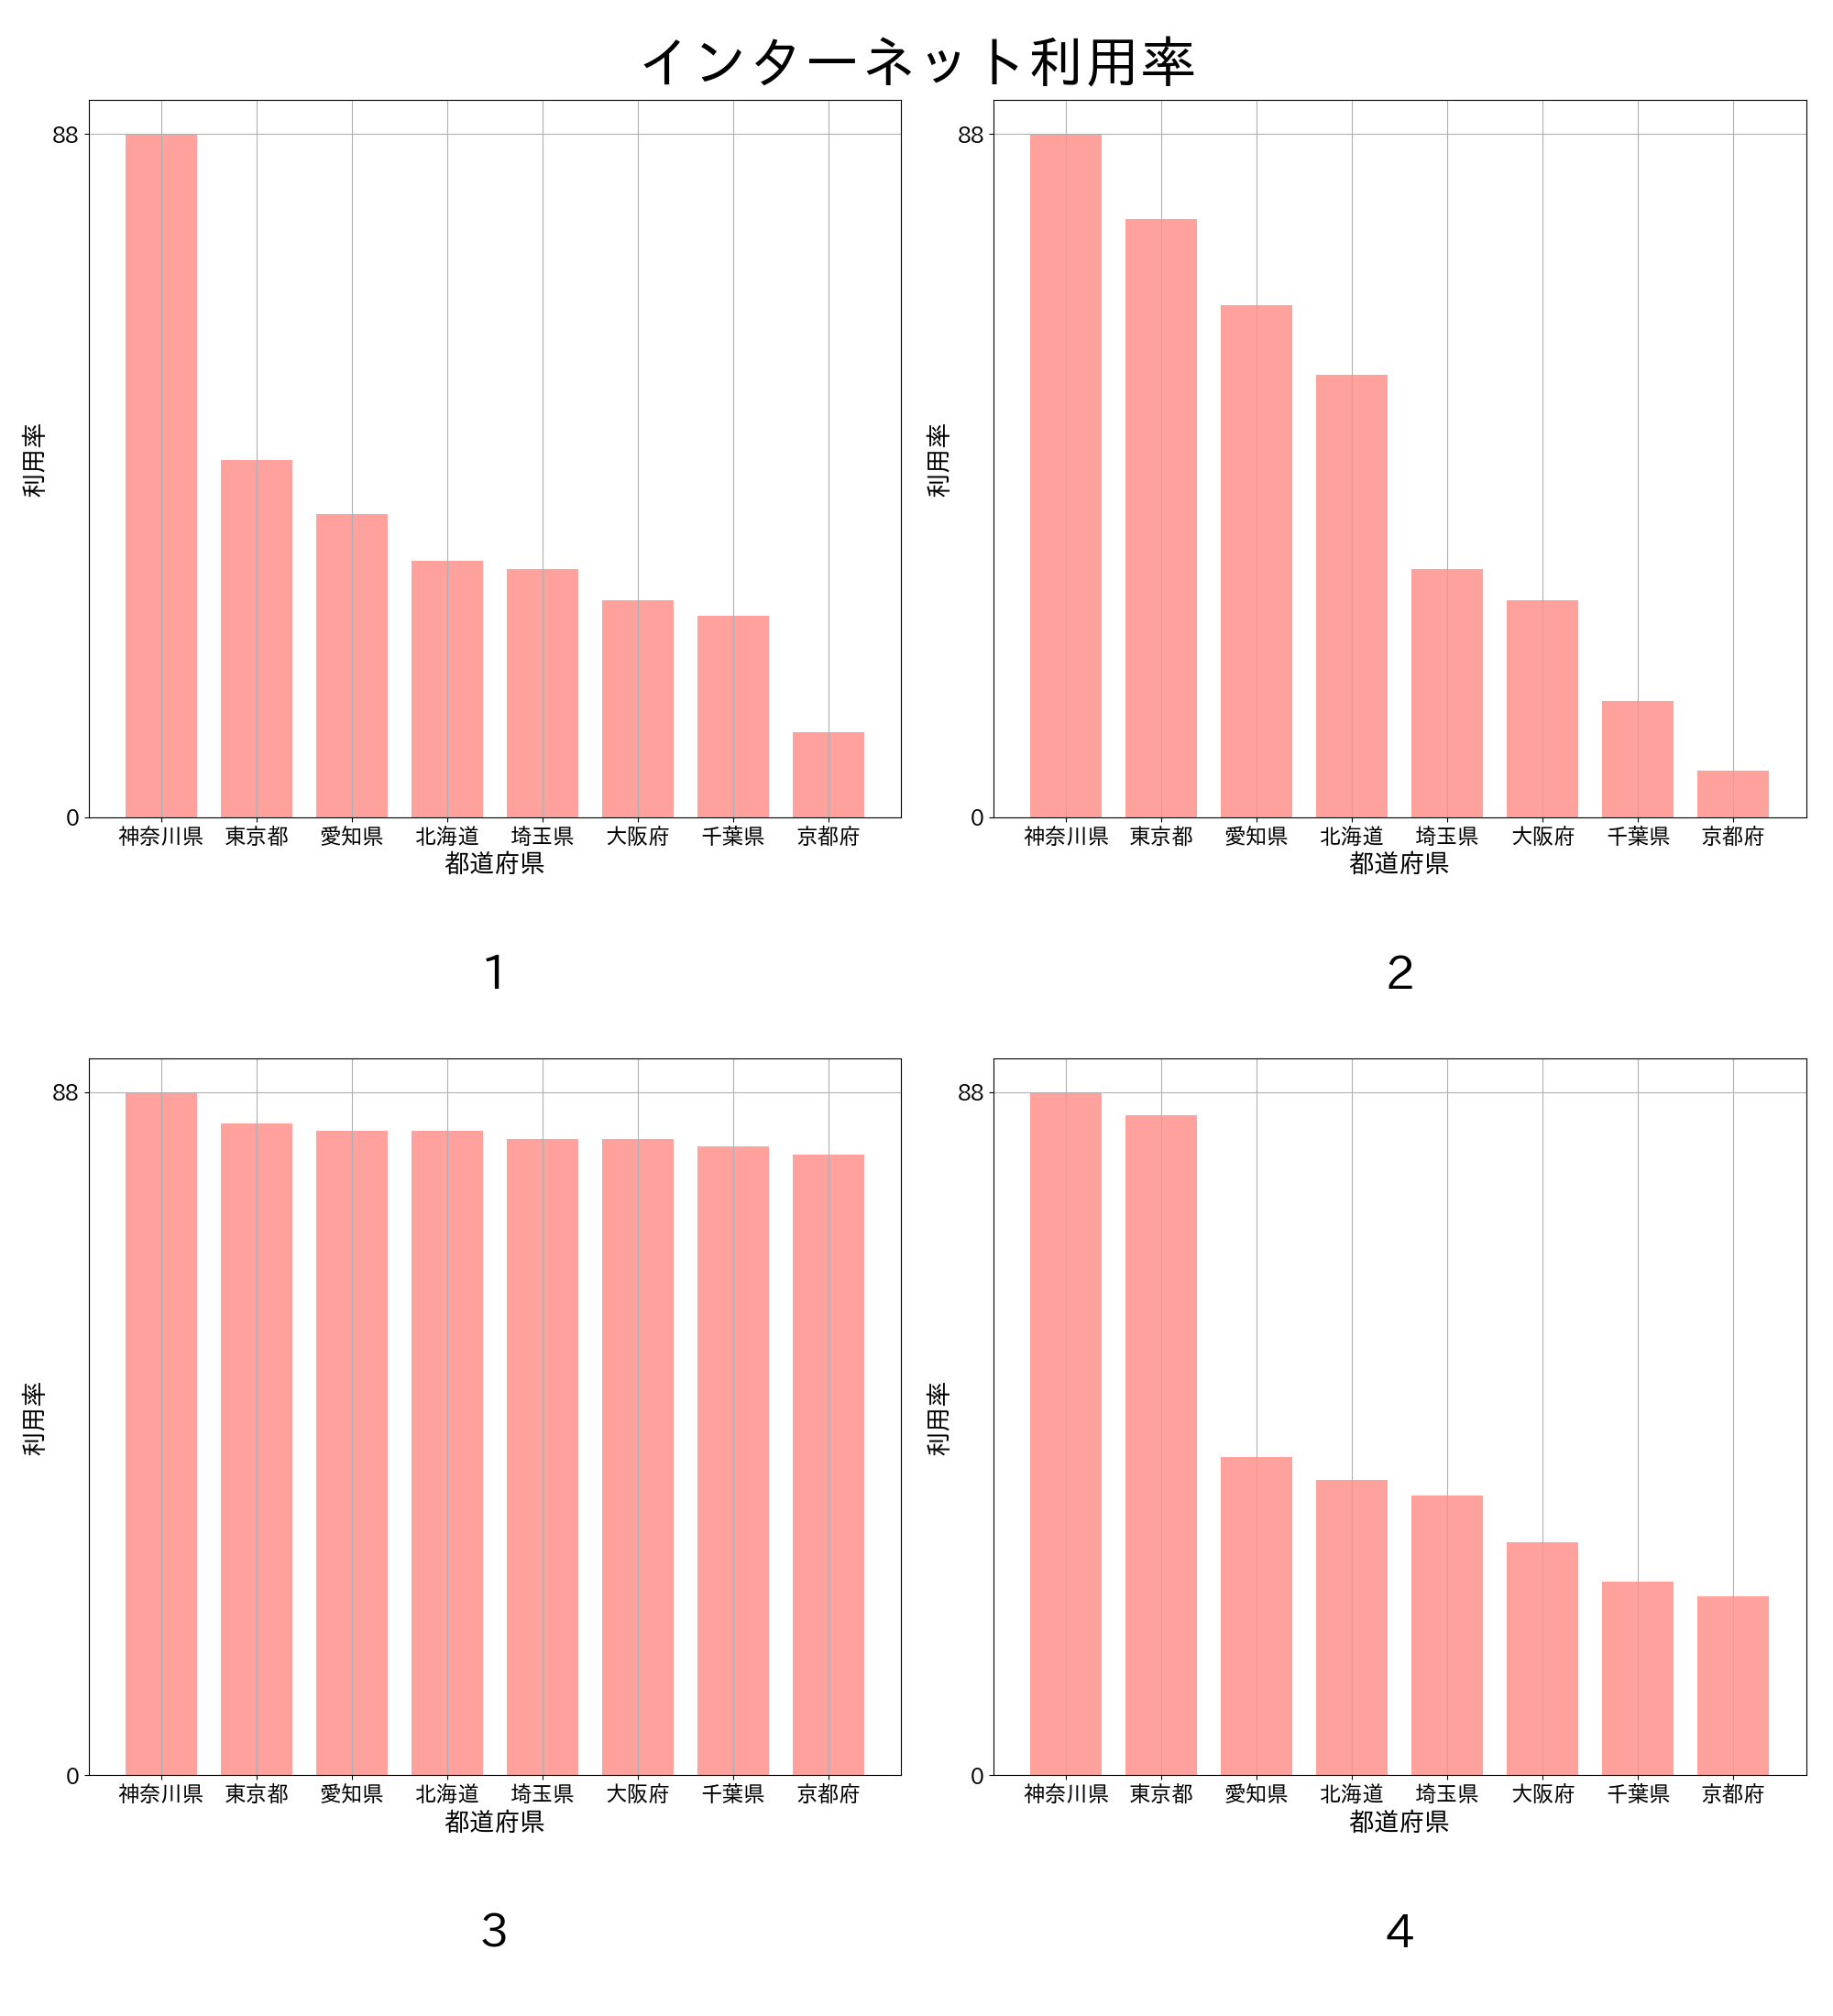 インターネット利用率
88
0
利用率
神奈川県 東京都 愛知県 北海道 埼玉県 大阪府 千葉県 京都府
都道府県
1
88
0
利用率
神奈川県 東京都 愛知県 北海道 埼玉県 大阪府 千葉県 京都府
都道府県
2
88
0
利用率
神奈川県 東京都 愛知県 北海道 埼玉県 大阪府 千葉県 京都府
都道府県
3
88
0
利用率
神奈川県 東京都 愛知県 北海道 埼玉県 大阪府 千葉県 京都府
都道府県
4